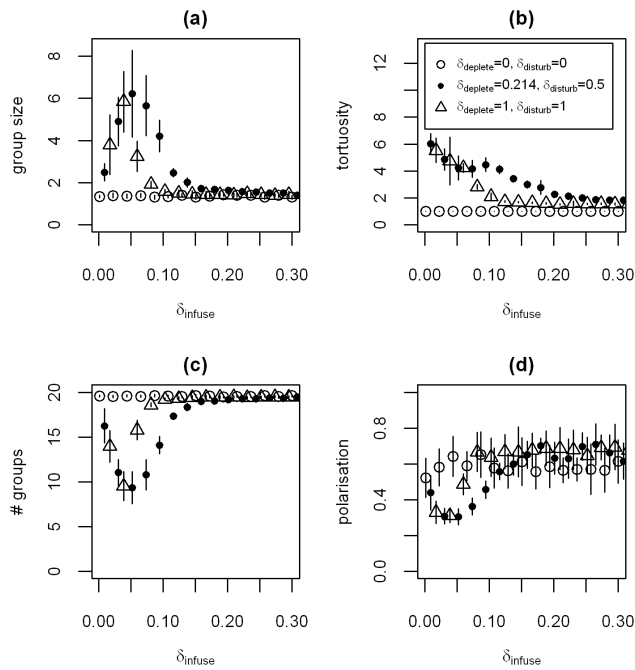 (a)
group size
0
2
4
6
8
0.00
0.10
0.20
0.30
δinfuse
(b)
δdeplete=0, δdisturb=0
δdeplete=0.214, δdisturb=0.5
δdeplete=1, δdisturb=1
tortuosity
0
2
4
6
8
12
0.00
0.10
0.20
0.30
δinfuse
(c)
# groups
0
5
10
15
20
0.00
0.10
0.20
0.30
δinfuse
(d)
polarisation
0.0
0.4
0.8
0.00
0.10
0.20
0.30
δinfuse